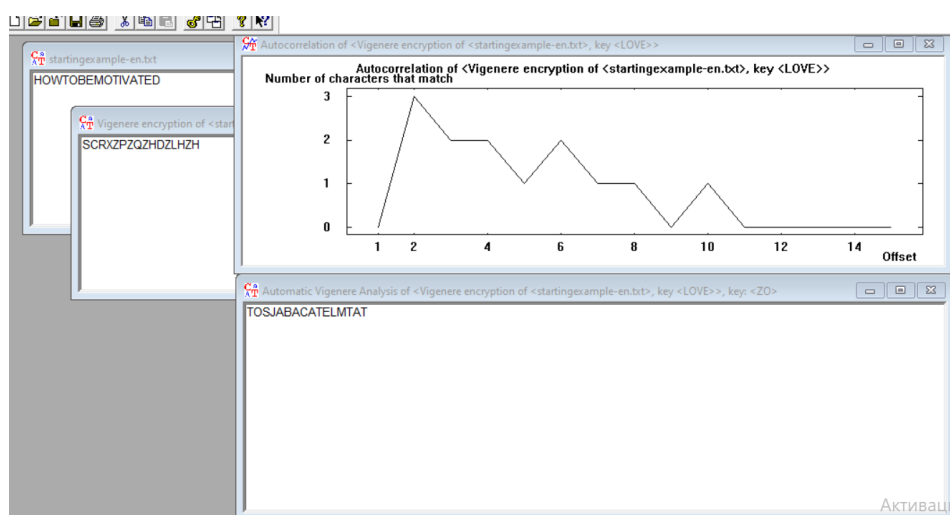 Autocorrelation of <Vigenere encryption of <startingexample-en.txt>, key <LOVE>>
startingexample-en.txt
HOWTOBEMOTIVATED
Vigenere encryption of <start
SCRXZPZQZHDZLHZH
Autocorrelation of <Vigenere encryption of <startingexample-en.txt>, key <LOVE>>
Number of characters that match
3
2
1
0
1 2 4 6 8 10 12 14
Offset
Automatic Vigenere Analysis of <Vigenere encryption of <startingexample-en.txt>, key <LOVE>>, key: <ZO>
TOSJABACATELMTAT
Активац